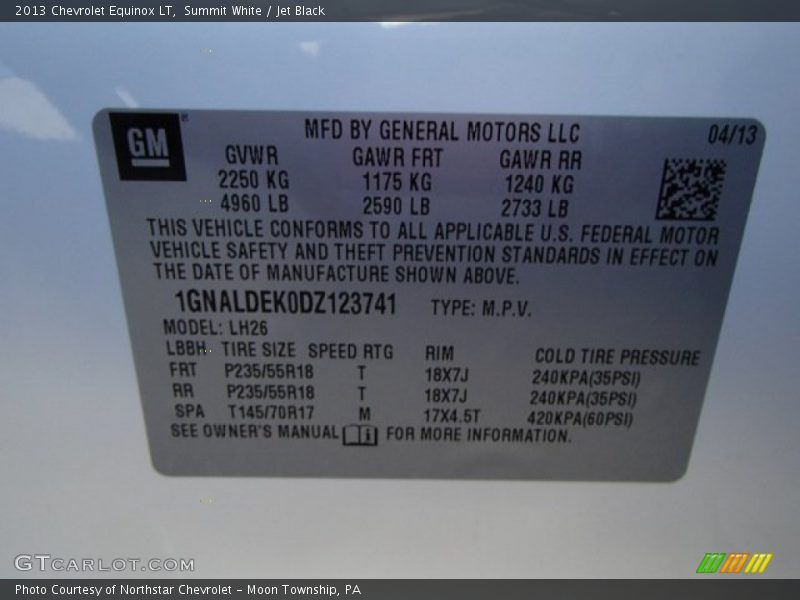 2013 Chevrolet Equinox LT, Summit White / Jet Black
GM
MFD BY GENERAL MOTORS LLC 04/13
GVWR GAWR FRT GAWR RR
2250 KG 1175 KG 1240 KG
4960 LB 2590 LB 2733 LB
THIS VEHICLE CONFORMS TO ALL APPLICABLE U.S. FEDERAL MOTOR
VEHICLE SAFETY AND THEFT PREVENTION STANDARDS IN EFFECT ON
THE DATE OF MANUFACTURE SHOWN ABOVE.
1GNALDEK0DZ123741 TYPE: M.P.V.
MODEL: LH26
LBBH TIRE SIZE SPEED RTG RIM COLD TIRE PRESSURE
FRT P235/55R18 T 18X7J 240KPA(35PSI)
RR P235/55R18 T 18X7J 240KPA(35PSI)
SPA T145/70R17 M 17X4.5T 420KPA(60PSI)
SEE OWNER'S MANUAL FOR MORE INFORMATION.
GTCARLOT.COM
Photo Courtesy of Northstar Chevrolet - Moon Township, PA